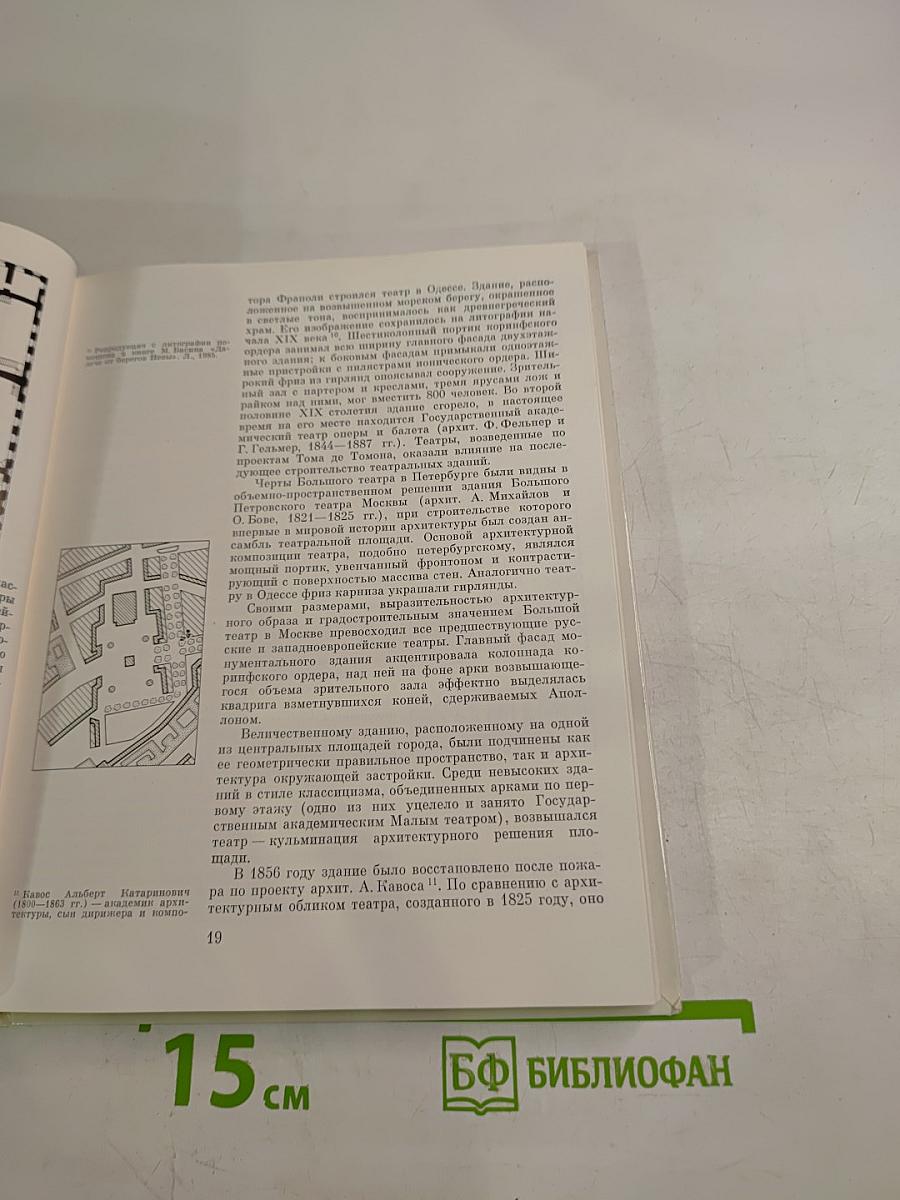 тора Франоли строился театр в Одессе. Здание, распо-
ложенное на возвышенном морском берегу, окрашенное
в светлые тона, воспринималось как древнегреческий
храм. Его изображение сохранилось на литографии на-
чала XIX века 10. Шестиколонный портик коринфского
ордера занимал всю ширину главного фасада двухэтаж-
ного здания; к боковым фасадам примыкали одноэтаж-
ные пристройки с пилястрами ионического ордера. Ши-
рокий фриз из гирлянд опоясывал сооружение. Зритель-
ный зал с партером и креслами, тремя ярусами лож и
райком над ними, мог вместить 800 человек. Во второй
половине XIX столетия здание сгорело, в настоящее
время на его месте находится Государственный акаде-
мический театр оперы и балета (архит. Ф. Фельнер и
Г. Гельмер, 1844—1887 гг.). Театры, возведенные по
проектам Тома де Томона, оказали влияние на после-
дующее строительство театральных зданий.
Черты Большого театра в Петербурге были видны в
объемно-пространственном решении здания Большого
Петровского театра Москвы (архит. А. Михайлов и
О. Бове, 1821—1825 гг.), при строительстве которого
впервые в мировой истории архитектуры был создан ан-
самбль театральной площади. Основой архитектурной
композиции театра, подобно петербургскому, являлся
мощный портик, увенчанный фронтоном и контрасти-
рующий с поверхностью массива стен. Аналогично теат-
ру в Одессе фриз карниза украшали гирлянды.
Своими размерами, выразительностью архитектур-
ного образа и градостроительным значением Большой
театр в Москве превосходил все предшествующие рус-
ские и западноевропейские театры. Главный фасад мо-
нументального здания акцентировала колоннада ко-
ринфского ордера, над ней на фоне арки возвышающе-
гося объема зрительного зала эффектно выделялась
квадрига взметнувшихся коней, сдерживаемых Апол-
лоном.
Величественному зданию, расположенному на одной
из центральных площадей города, были подчинены как
ее геометрически правильное пространство, так и архи-
тектура окружающей застройки. Среди невысоких зда-
ний в стиле классицизма, объединенных арками по пер-
вому этажу (одно из них уцелело и занято Государ-
ственным академическим Малым театром), возвышался
театр — кульминация архитектурного решения пло-
щади.
В 1856 году здание было восстановлено после пожа-
ра по проекту архит. А. Кавоса 11. По сравнению с архи-
тектурным обликом театра, созданного в 1825 году, оно
Репродукция с литографии по-
в книге М. «Да-
лече от берегов Невы». Л., 1985.
11 Кавос Альберт Катаринович
(1800—1863 гг.) — академик архи-
тектуры, сын дирижера и компо-
19
15 см
БФ БИБЛИОФАН